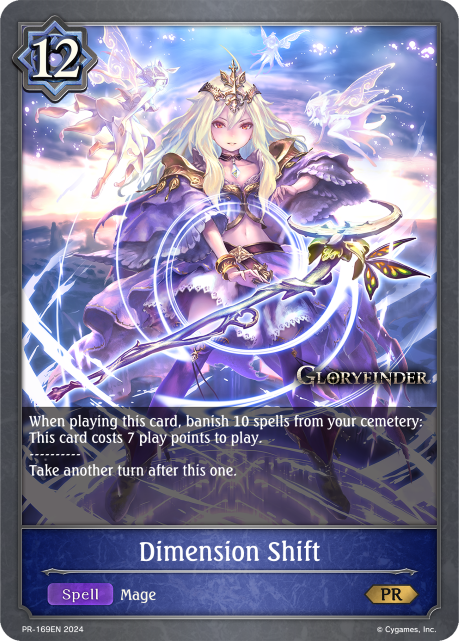 12
GLORYFINDER
When playing this card, banish 10 spells from your cemetery:
This card costs 7 play points to play.
----------
Take another turn after this one.
Dimension Shift
Spell Mage PR
PR-169EN 2024 © Cygames, Inc.